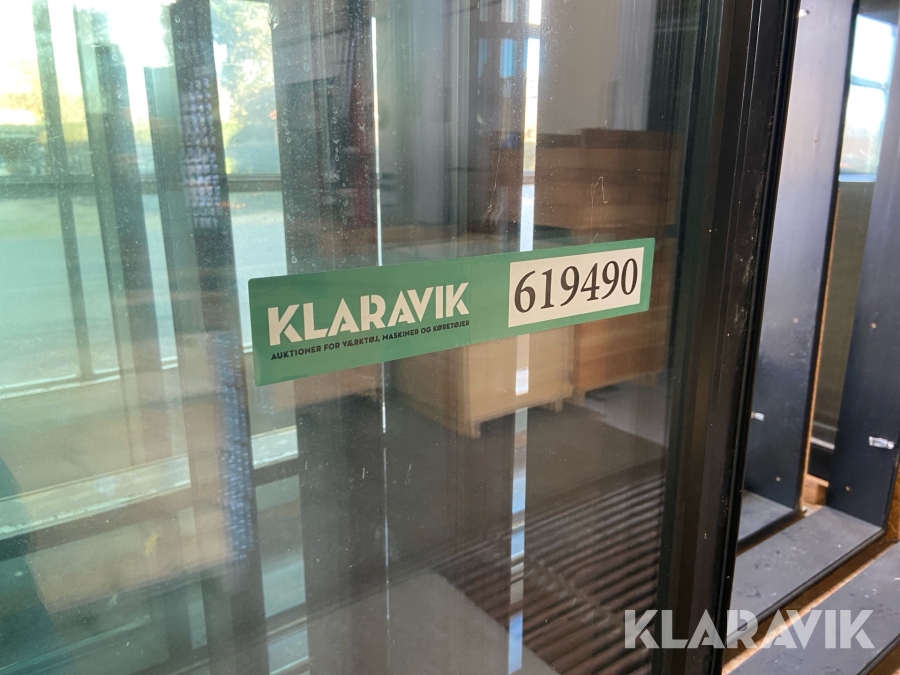 KLARAVIK
AUKTIONER FOR VÆRKTØJ, MASKINER OG KØRETØJER
619490
KLARAVIK